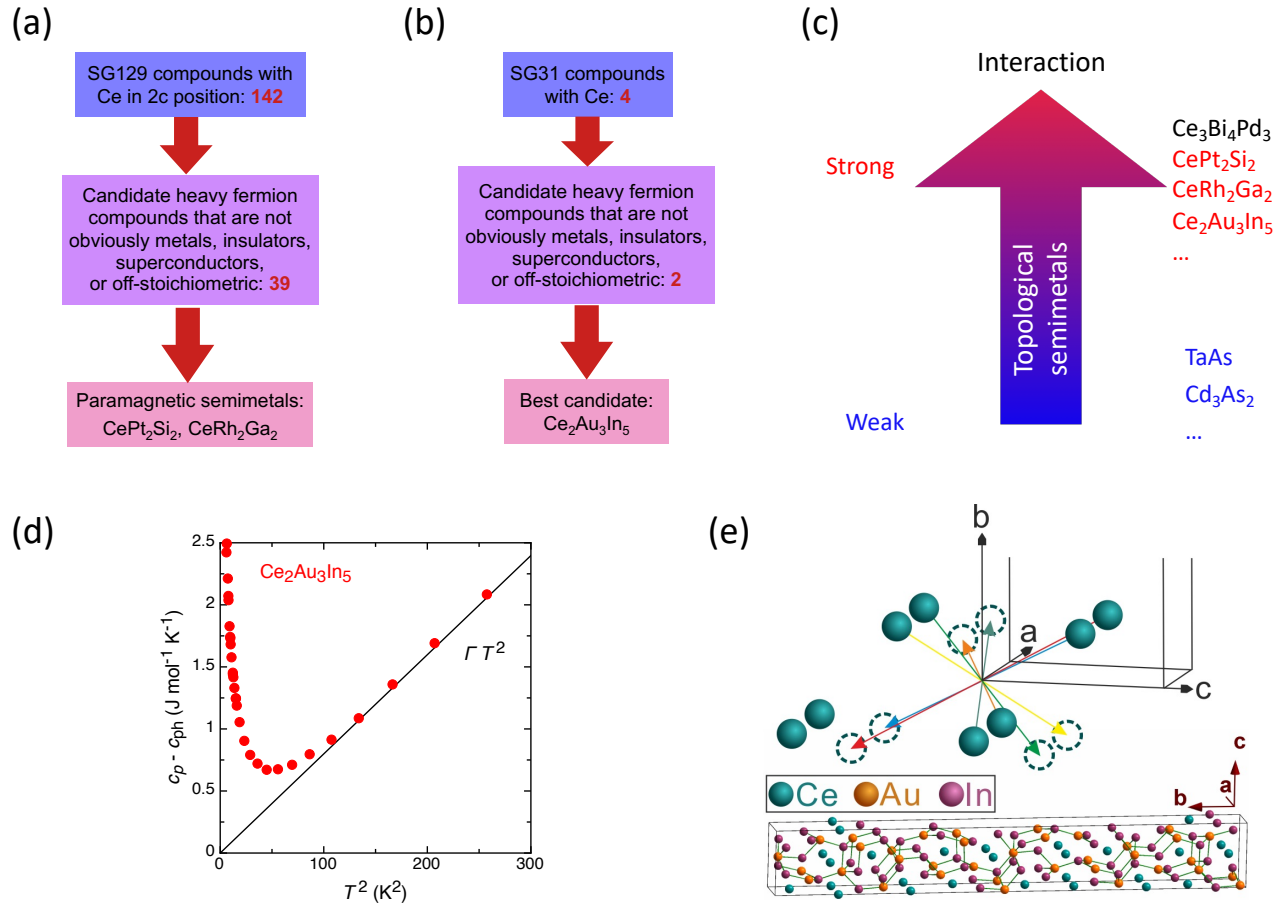 (a)
SG129 compounds with
Ce in 2c position: 142
Candidate heavy fermion
compounds that are not
obviously metals, insulators,
superconductors,
or off-stoichiometric: 39
Paramagnetic semimetals:
CePt₂Si₂, CeRh₂Ga₂
(b)
SG31 compounds
with Ce: 4
Candidate heavy fermion
compounds that are not
obviously metals, insulators,
superconductors,
or off-stoichiometric: 2
Best candidate:
Ce₂Au₃In₅
(c)
Interaction
Strong
Weak
Topological
semimetals
Ce₃Bi₄Pd₃
CePt₂Si₂
CeRh₂Ga₂
Ce₂Au₃In₅
...
TaAs
Cd₃As₂
...
(d)
Ce₂Au₃In₅
Γ T²
cₚ - cₚₕ (J mol⁻¹ K⁻¹)
2.5
2
1.5
1
0.5
0
0 100 200 300
T² (K²)
(e)
b
a
c
Ce Au In
c
a
b